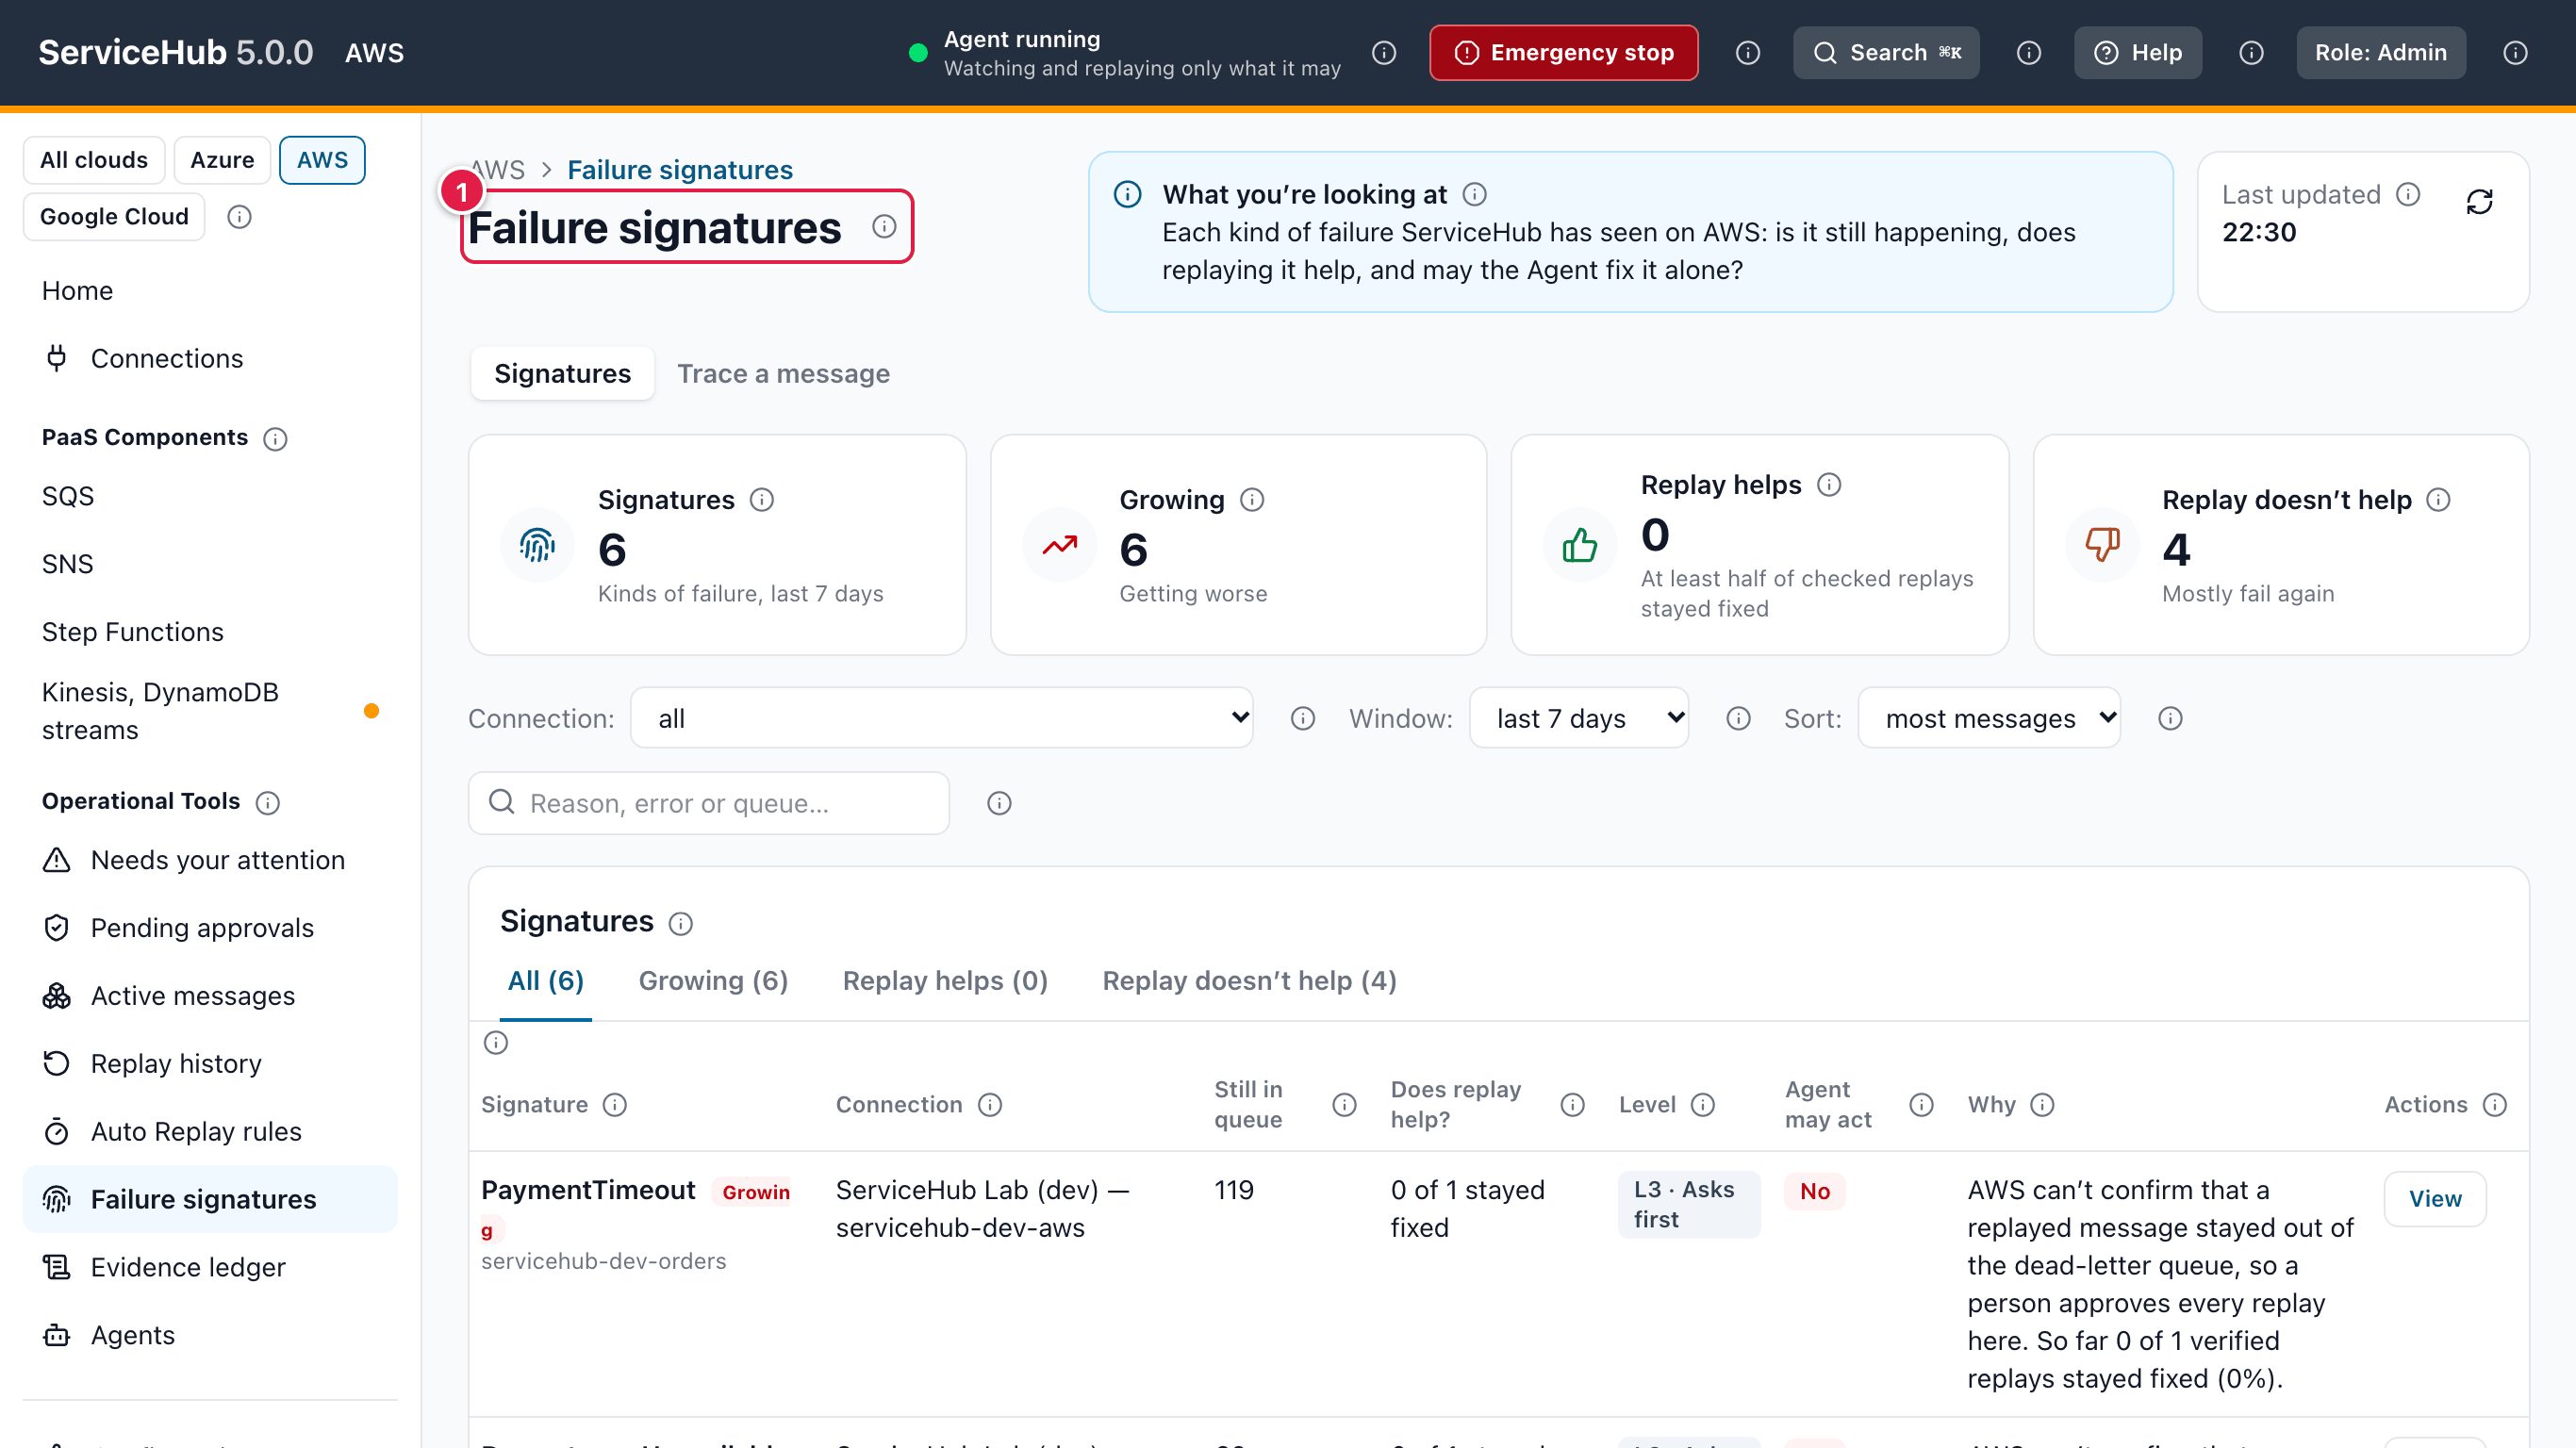 ServiceHub 5.0.0 AWS
Agent running
Watching and replaying only what it may
Emergency stop
Search ⌘K
Help
Role: Admin
All clouds
Azure
AWS
Google Cloud
Home
Connections
PaaS Components
SQS
SNS
Step Functions
Kinesis, DynamoDB
streams
Operational Tools
Needs your attention
Pending approvals
Active messages
Replay history
Auto Replay rules
Failure signatures
Evidence ledger
Agents
AWS > Failure signatures
1
Failure signatures
What you’re looking at
Each kind of failure ServiceHub has seen on AWS: is it still happening, does
replaying it help, and may the Agent fix it alone?
Last updated
22:30
Signatures
Trace a message
Signatures
6
Kinds of failure, last 7 days
Growing
6
Getting worse
Replay helps
0
At least half of checked replays
stayed fixed
Replay doesn’t help
4
Mostly fail again
Connection: all
Window: last 7 days
Sort: most messages
Reason, error or queue...
Signatures
All (6)
Growing (6)
Replay helps (0)
Replay doesn’t help (4)
Signature
Connection
Still in
queue
Does replay
help?
Level
Agent
may act
Why
Actions
PaymentTimeout Growin
g
servicehub-dev-orders
ServiceHub Lab (dev) —
servicehub-dev-aws
119
0 of 1 stayed
fixed
L3 · Asks
first
No
AWS can’t confirm that a
replayed message stayed out of
the dead-letter queue, so a
person approves every replay
here. So far 0 of 1 verified
replays stayed fixed (0%).
View